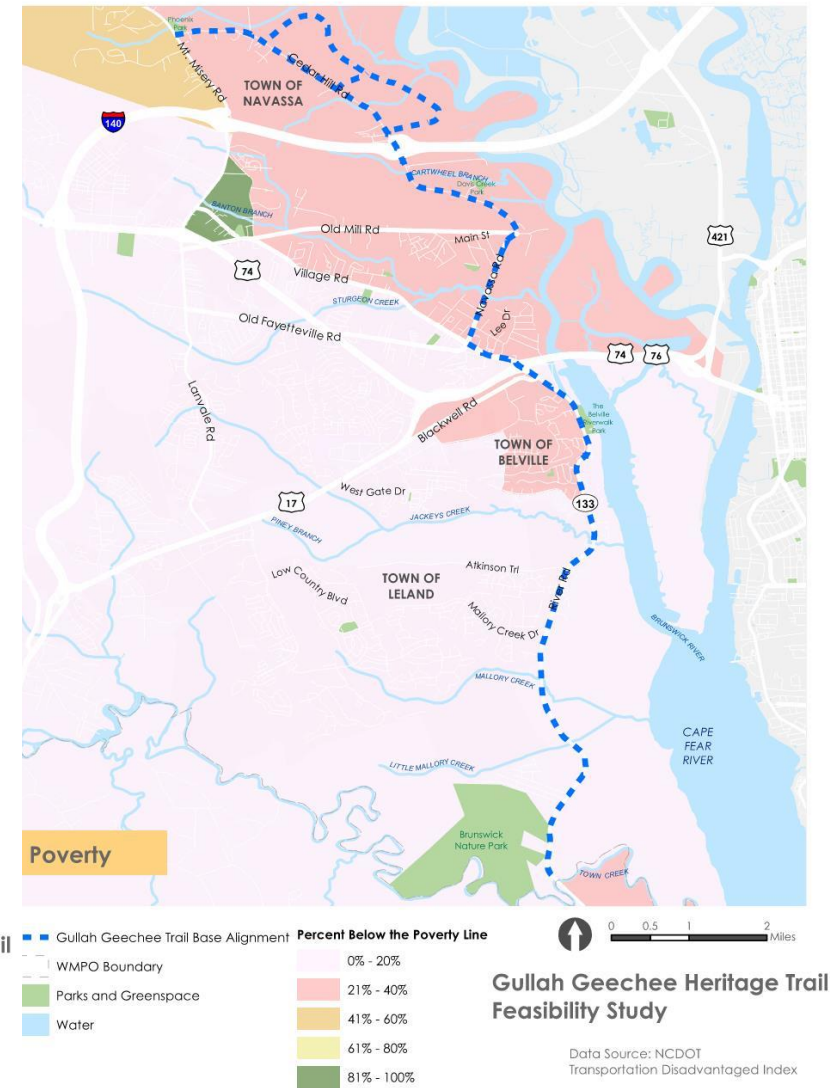 Phoenix
Park
Mt. Misery Rd
Cedar Hill Rd
TOWN OF
NAVASSA
140
CARTWHEEL BRANCH
Davis Creek
Park
BANTON BRANCH
Old Mill Rd
Main St
421
74
Village Rd
Navassa Rd
STURGEON CREEK
Lee Dr
Old Fayetteville Rd
74
76
Lanvale Rd
Blackwell Rd
The
Belville
Riverwalk
Park
TOWN OF
BELVILLE
West Gate Dr
17
133
JACKEYS CREEK
PINEY BRANCH
Atkinson Trl
Low Country Blvd
TOWN OF
LELAND
River Rd
Mallory Creek Dr
BRUNSWICK RIVER
MALLORY CREEK
CAPE
FEAR
RIVER
LITTLE MALLORY CREEK
Brunswick
Nature Park
Poverty
TOWN CREEK
il
Gullah Geechee Trail Base Alignment
WMPO Boundary
Parks and Greenspace
Water
Percent Below the Poverty Line
0% - 20%
21% - 40%
41% - 60%
61% - 80%
81% - 100%
0 0.5 1 2
Miles
Gullah Geechee Heritage Trail
Feasibility Study
Data Source: NCDOT
Transportation Disadvantaged Index